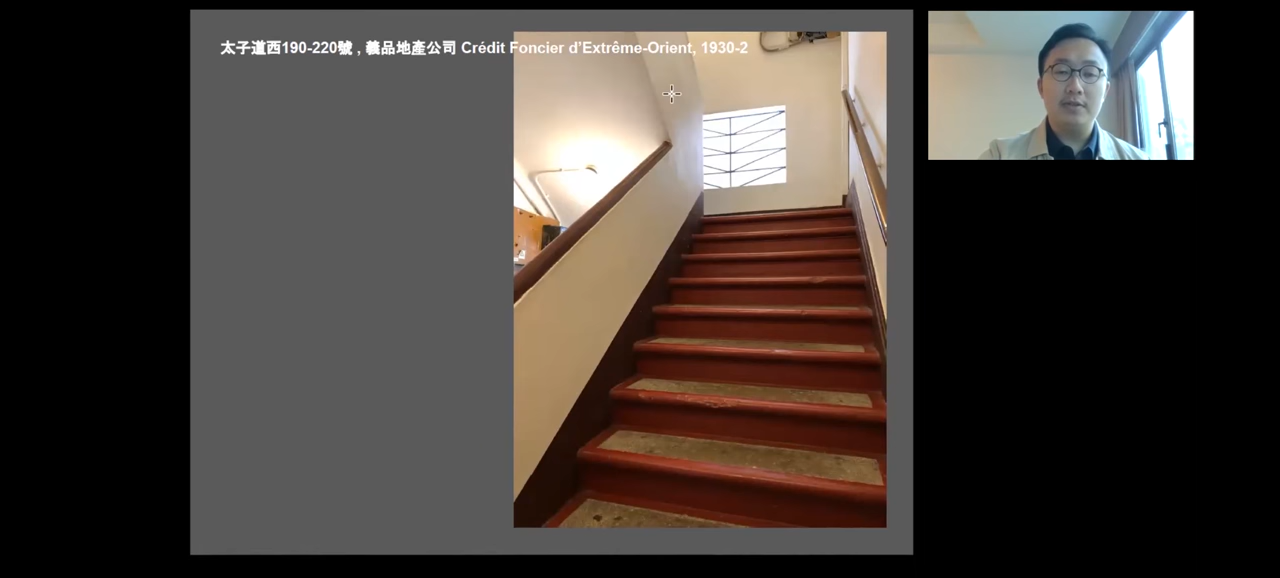 太子道西190-220號 , 義品地產公司 Crédit Foncier d’Extrême-Orient, 1930-2